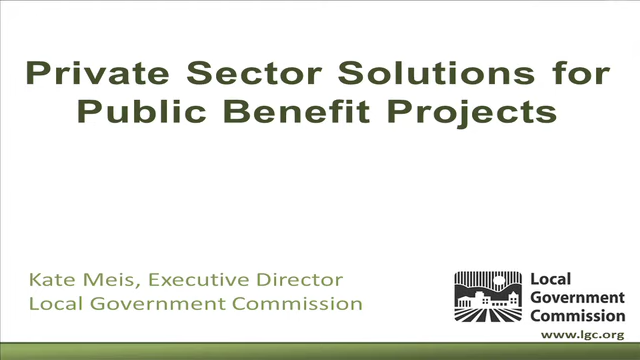 Private Sector Solutions for
Public Benefit Projects
Kate Meis, Executive Director
Local Government Commission
Local
Government
Commission
www.lgc.org